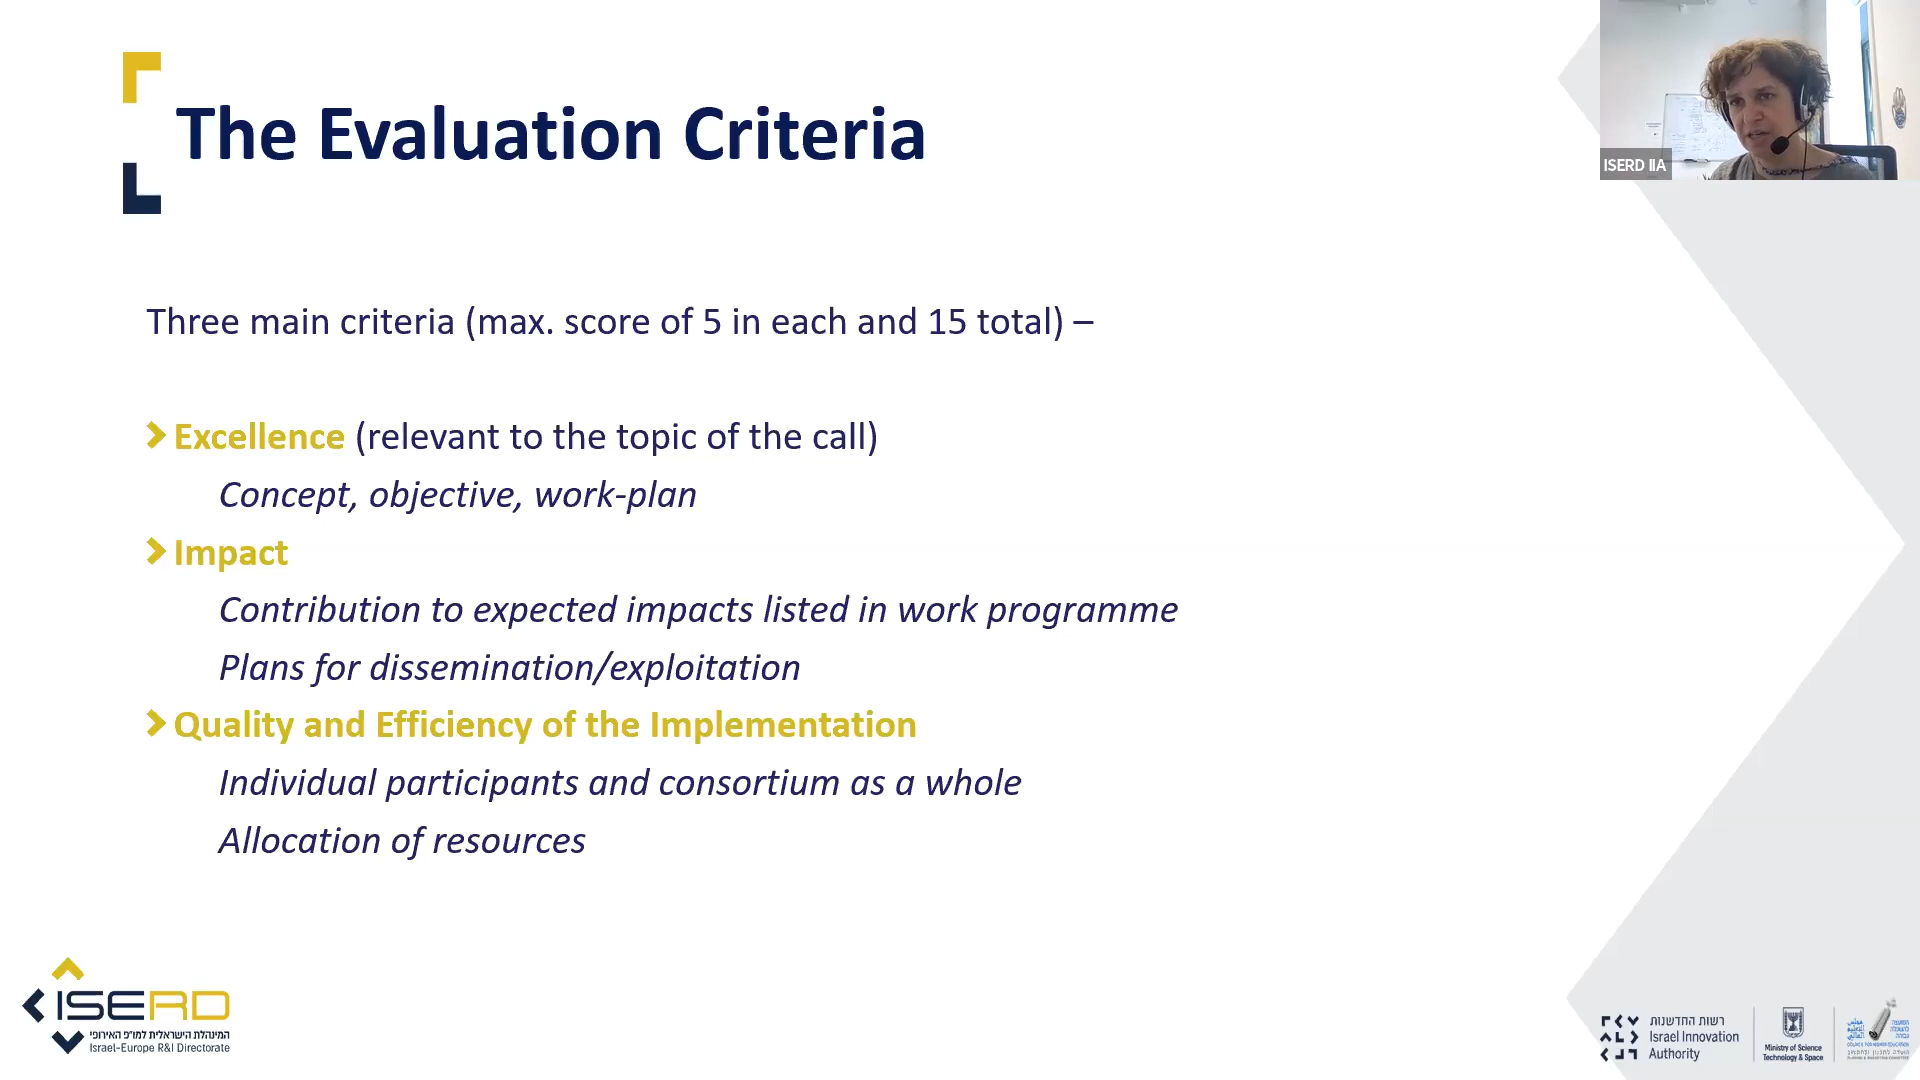 The Evaluation Criteria
ISERD IIA
Three main criteria (max. score of 5 in each and 15 total) –
Excellence (relevant to the topic of the call)
Concept, objective, work-plan
Impact
Contribution to expected impacts listed in work programme
Plans for dissemination/exploitation
Quality and Efficiency of the Implementation
Individual participants and consortium as a whole
Allocation of resources
ISERD
המינהלת הישראלית למו״פ האירופי
Israel-Europe R&I Directorate
רשות החדשנות
Israel Innovation
Authority
Ministry of Science
Technology & Space